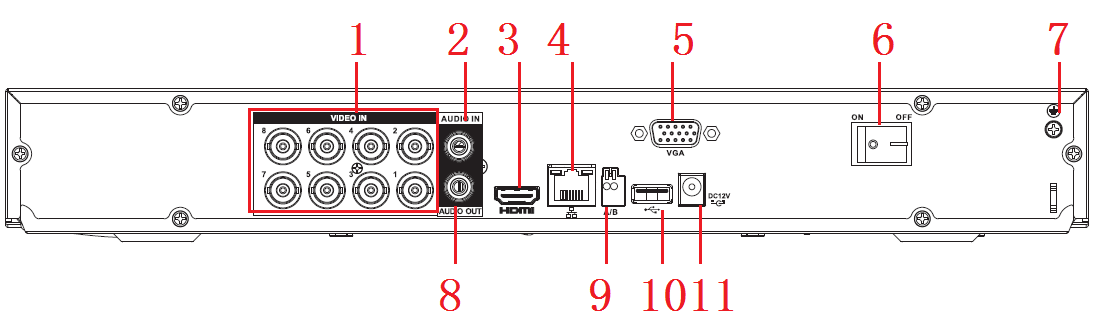 1 2 3 4 5 6 7
VIDEO IN AUDIO IN
ON OFF
8 6 4 2
VGA
7 5 3 1
DC12V
AUDIO OUT HDMI A/B
8 9 10 11